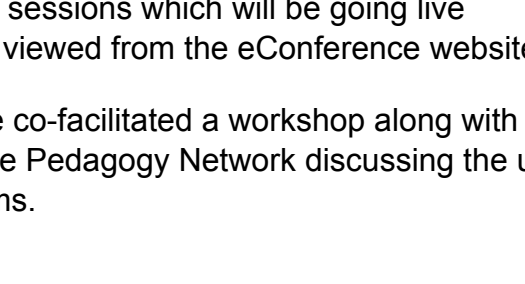 sessions which will be going live
viewed from the eConference website
co-facilitated a workshop along with
Pedagogy Network discussing the